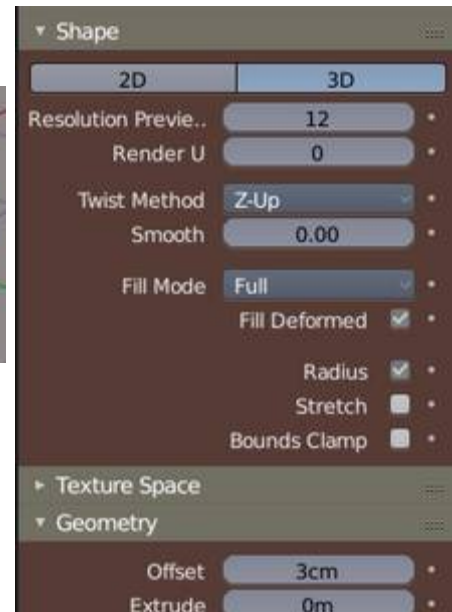 Shape
2D 3D
Resolution Previe.. 12
Render U 0
Twist Method Z-Up
Smooth 0.00
Fill Mode Full
Fill Deformed
Radius
Stretch
Bounds Clamp
Texture Space
Geometry
Offset 3cm
Extrude 0m